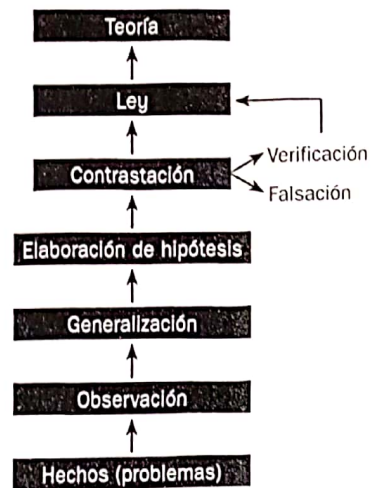 Teoría
Ley
Contrastación
Verificación
Falsación
Elaboración de hipótesis
Generalización
Observación
Hechos (problemas)